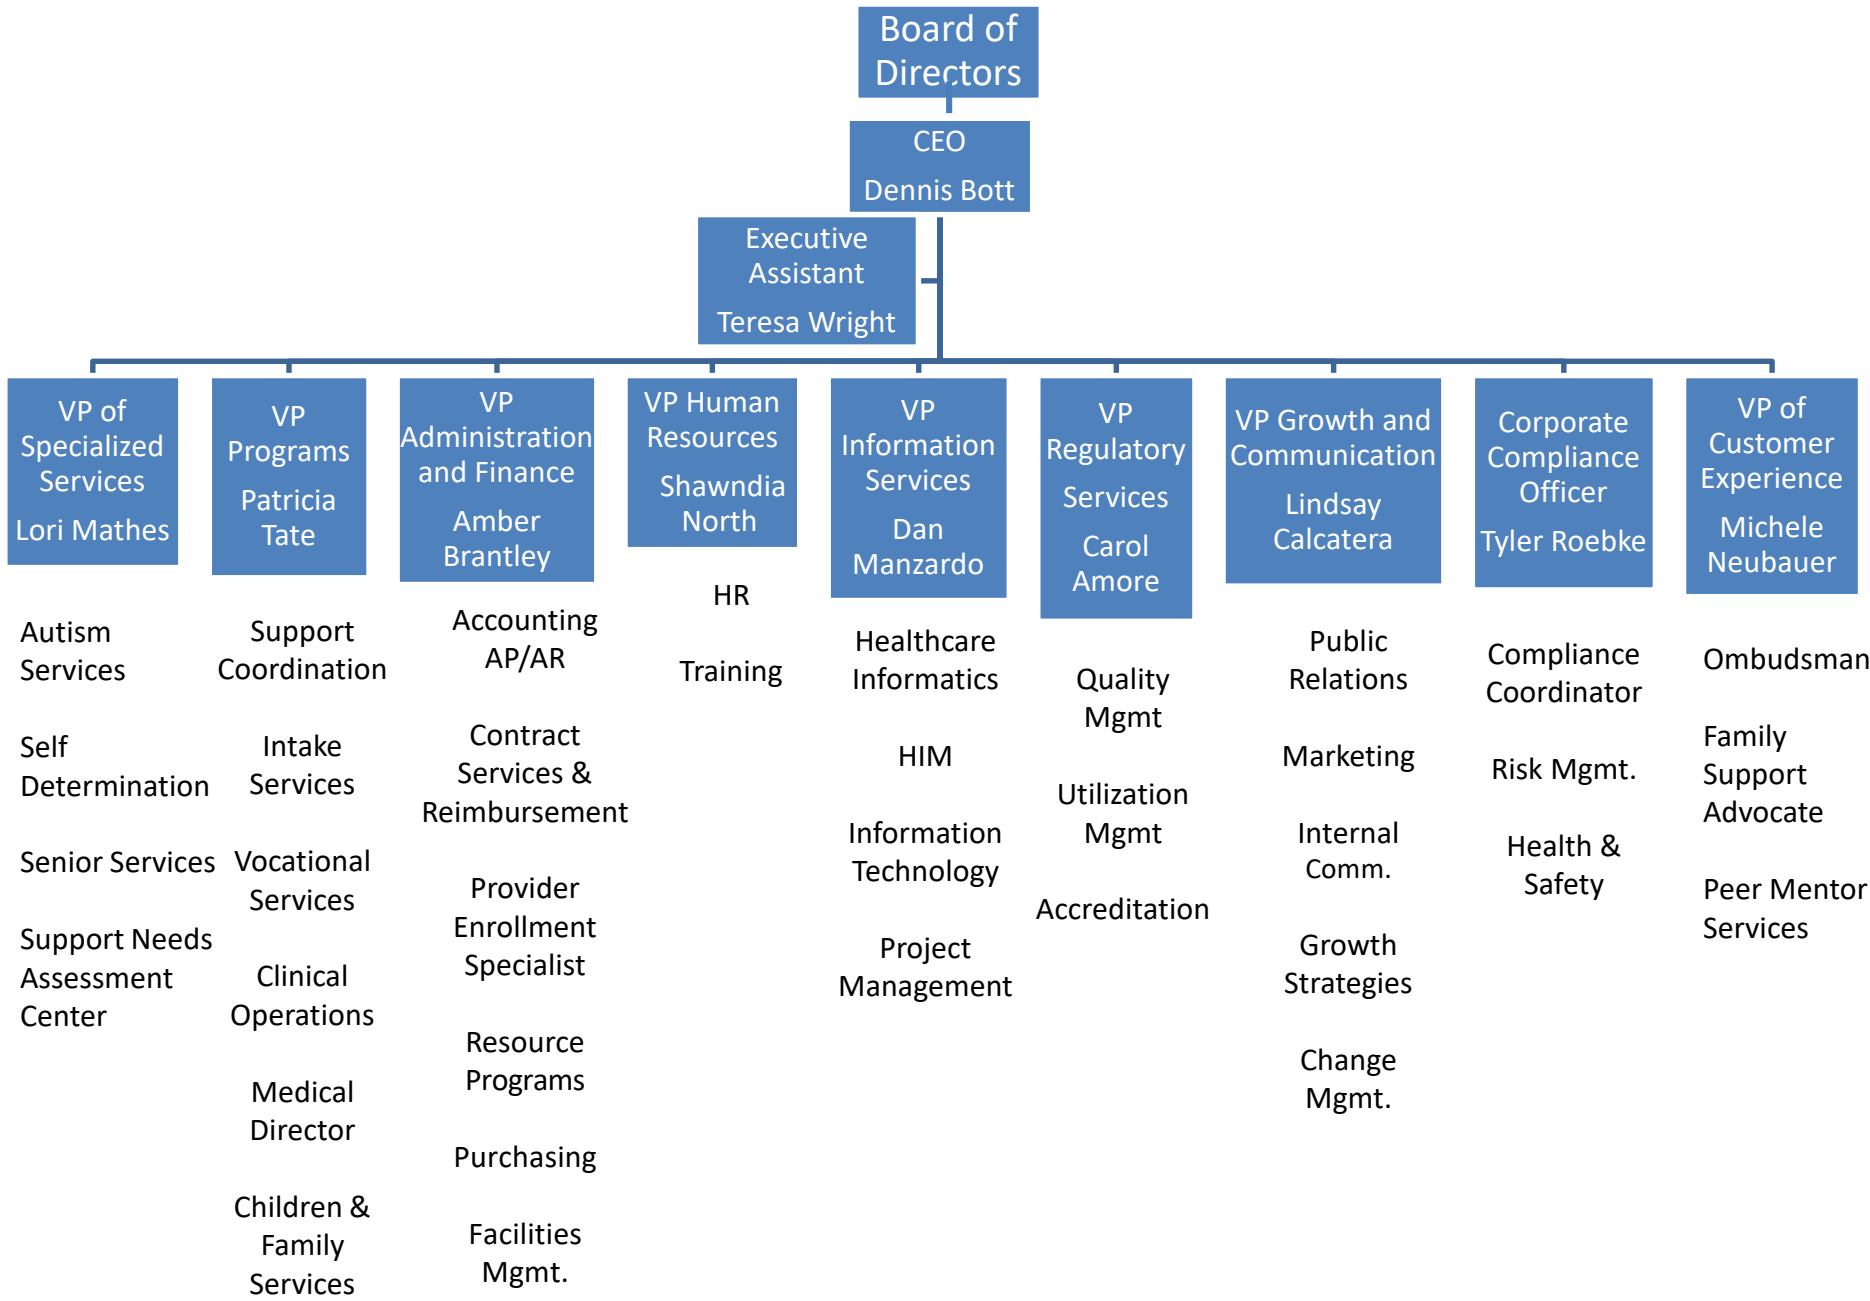 Board of
Directors
CEO
Dennis Bott
Executive
Assistant
Teresa Wright
VP of
Specialized
Services
Lori Mathes
Autism
Services
Self
Determination
Senior Services
Support Needs
Assessment
Center
VP
Programs
Patricia
Tate
Support
Coordination
Intake
Services
Vocational
Services
Clinical
Operations
Medical
Director
Children &
Family
Services
VP
Administration
and Finance
Amber
Brantley
Accounting
AP/AR
Contract
Services &
Reimbursement
Provider
Enrollment
Specialist
Resource
Programs
Purchasing
Facilities
Mgmt.
VP Human
Resources
Shawndia
North
HR
Training
VP
Information
Services
Dan
Manzardo
Healthcare
Informatics
HIM
Information
Technology
Project
Management
VP
Regulatory
Services
Carol
Amore
Quality
Mgmt
Utilization
Mgmt
Accreditation
VP Growth and
Communication
Lindsay
Calcatera
Public
Relations
Marketing
Internal
Comm.
Growth
Strategies
Change
Mgmt.
Corporate
Compliance
Officer
Tyler Roebke
Compliance
Coordinator
Risk Mgmt.
Health &
Safety
VP of
Customer
Experience
Michele
Neubauer
Ombudsman
Family
Support
Advocate
Peer Mentor
Services